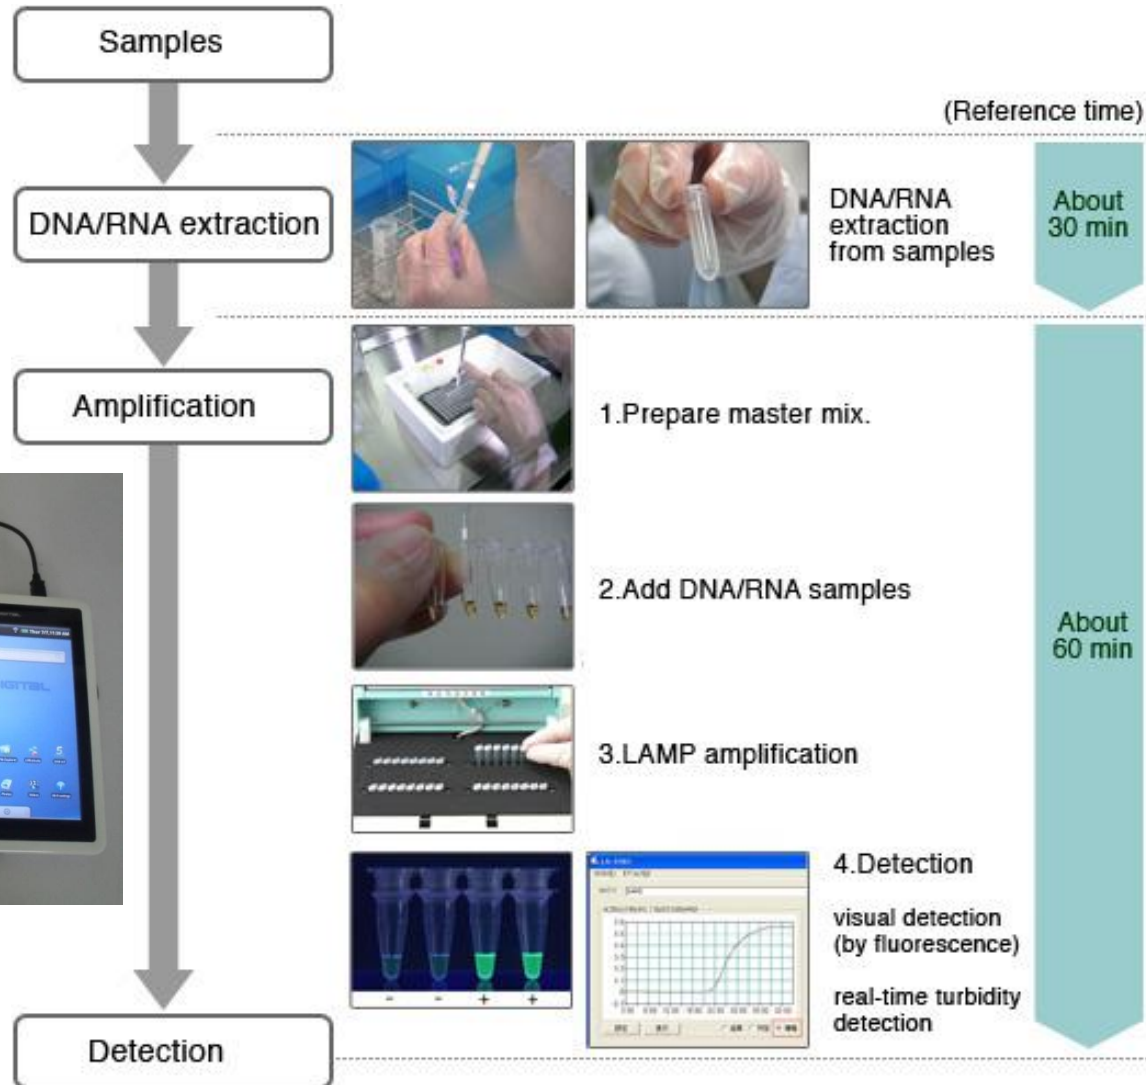 Samples
(Reference time)
DNA/RNA extraction
DNA/RNA
extraction
from samples
About
30 min
Amplification
1.Prepare master mix.
2.Add DNA/RNA samples
About
60 min
3.LAMP amplification
4.Detection
visual detection
(by fluorescence)
real-time turbidity
detection
- - + +
Detection